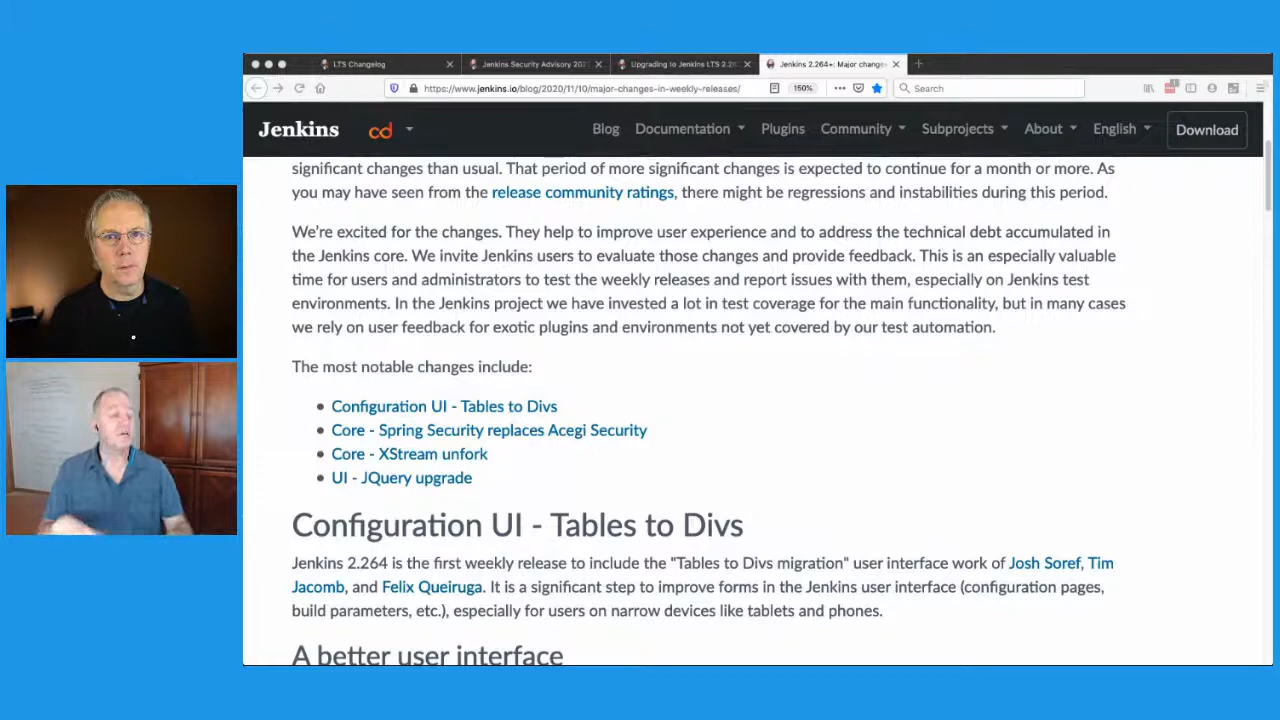 LTS Changelog
Jenkins Security Advisory 202
Upgrading to Jenkins LTS 2.2
Jenkins 2.264+: Major change
https://www.jenkins.io/blog/2020/11/10/major-changes-in-weekly-releases/
150%
Search
Jenkins
cd
Blog
Documentation
Plugins
Community
Subprojects
About
English
Download
significant changes than usual. That period of more significant changes is expected to continue for a month or more. As
you may have seen from the release community ratings, there might be regressions and instabilities during this period.
We're excited for the changes. They help to improve user experience and to address the technical debt accumulated in
the Jenkins core. We invite Jenkins users to evaluate those changes and provide feedback. This is an especially valuable
time for users and administrators to test the weekly releases and report issues with them, especially on Jenkins test
environments. In the Jenkins project we have invested a lot in test coverage for the main functionality, but in many cases
we rely on user feedback for exotic plugins and environments not yet covered by our test automation.
The most notable changes include:
Configuration UI - Tables to Divs
Core - Spring Security replaces Acegi Security
Core - XStream unfork
UI - JQuery upgrade
Configuration UI - Tables to Divs
Jenkins 2.264 is the first weekly release to include the "Tables to Divs migration" user interface work of Josh Soref, Tim
Jacomb, and Felix Queiruga. It is a significant step to improve forms in the Jenkins user interface (configuration pages,
build parameters, etc.), especially for users on narrow devices like tablets and phones.
A better user interface